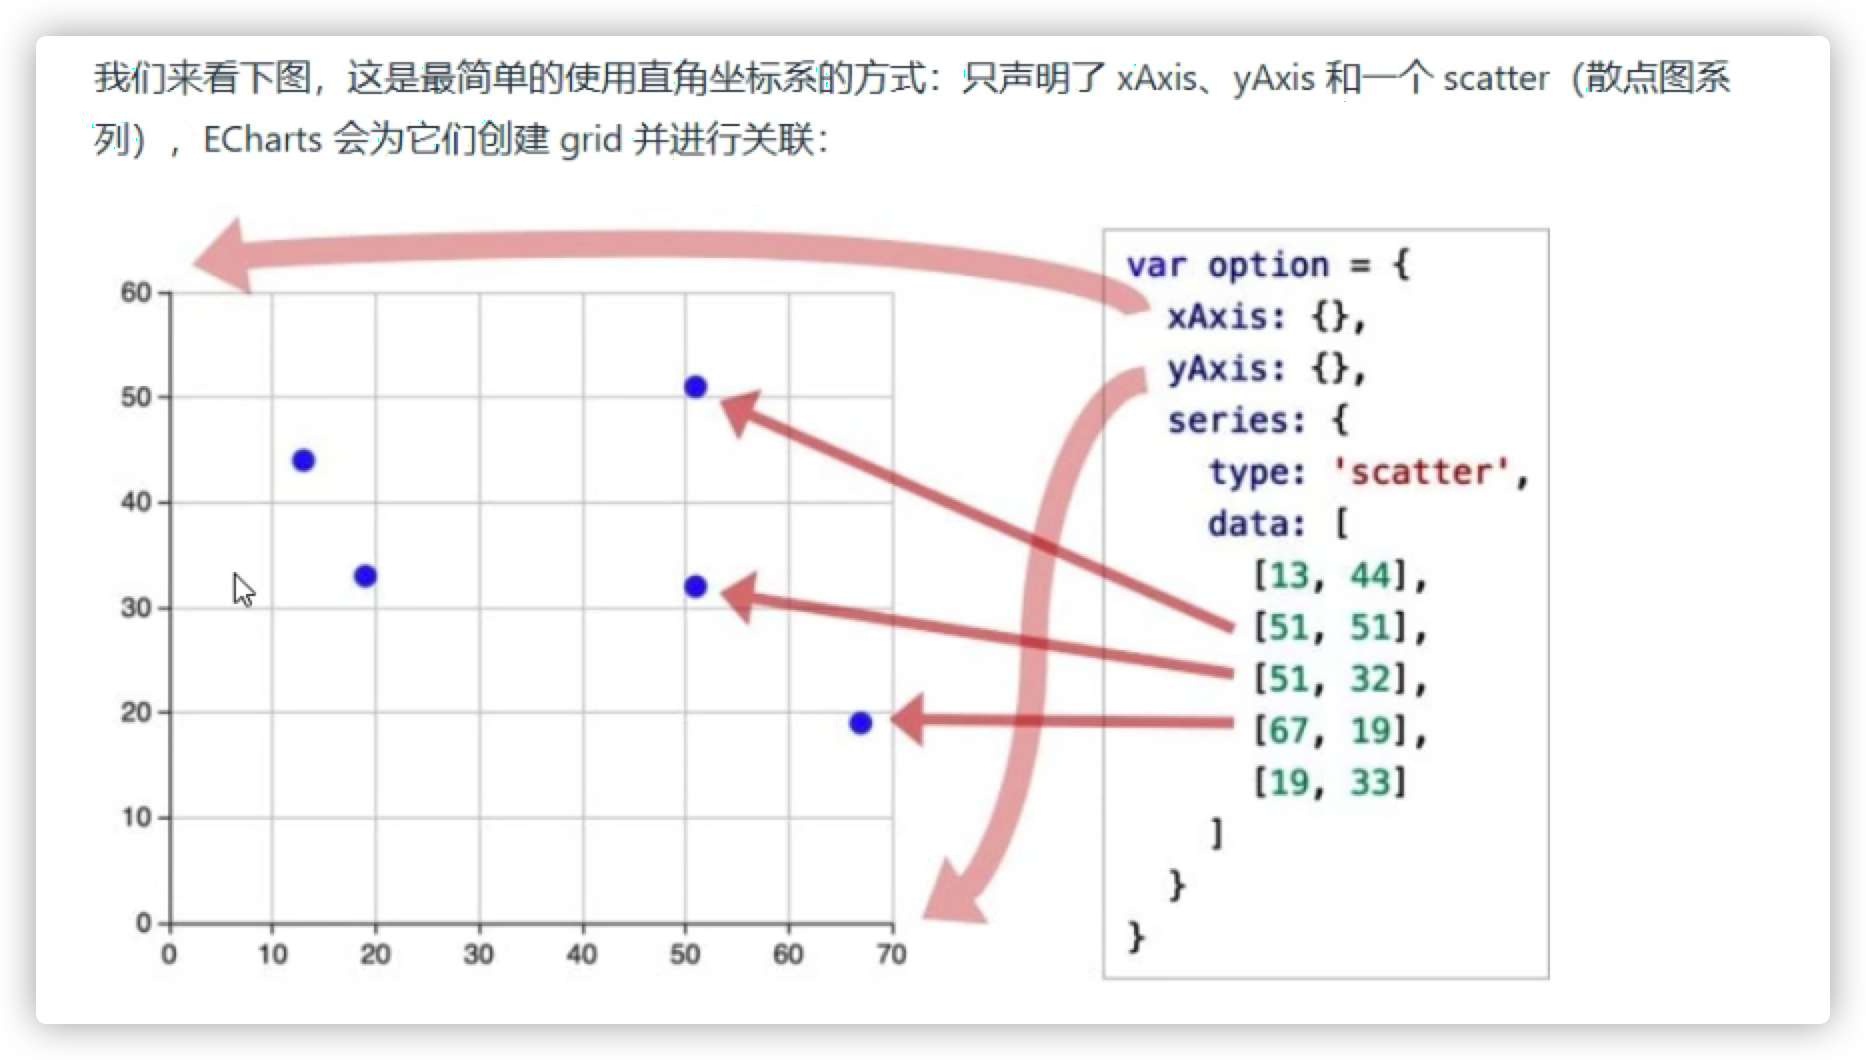 我们来看下图，这是最简单的使用直角坐标系的方式：只声明了 xAxis、yAxis 和一个 scatter（散点图系
列），ECharts 会为它们创建 grid 并进行关联：
60
50
40
30
20
10
0
0 10 20 30 40 50 60 70
var option = {
  xAxis: {},
  yAxis: {},
  series: {
    type: 'scatter',
    data: [
      [13, 44],
      [51, 51],
      [51, 32],
      [67, 19],
      [19, 33]
    ]
  }
}